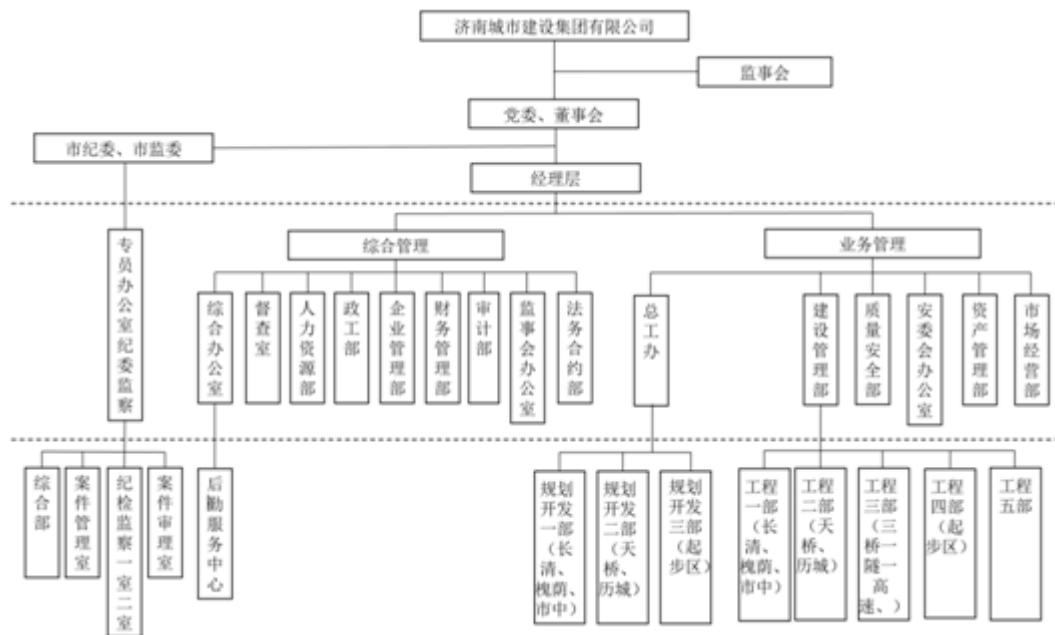 济南城市建设集团有限公司
监事会
党委、董事会
市纪委、市监委
经理层
综合管理
业务管理
专员办公室纪委监察
综合办公室
督查室
人力资源部
政工部
企业管理部
财务管理部
审计部
监事会办公室
法务合约部
总工办
建设管理部
质量安全部
安委会办公室
资产管理部
市场经营部
综合部
案件管理室
纪检监察一室二室
案件审理室
后勤服务中心
规划开发一部（长清、槐荫、市中）
规划开发二部（天桥、历城）
规划开发三部（起步区）
工程一部（长清、槐荫、市中）
工程二部（天桥、历城）
工程三部（三桥一隧一高速、）
工程四部（起步区）
工程五部